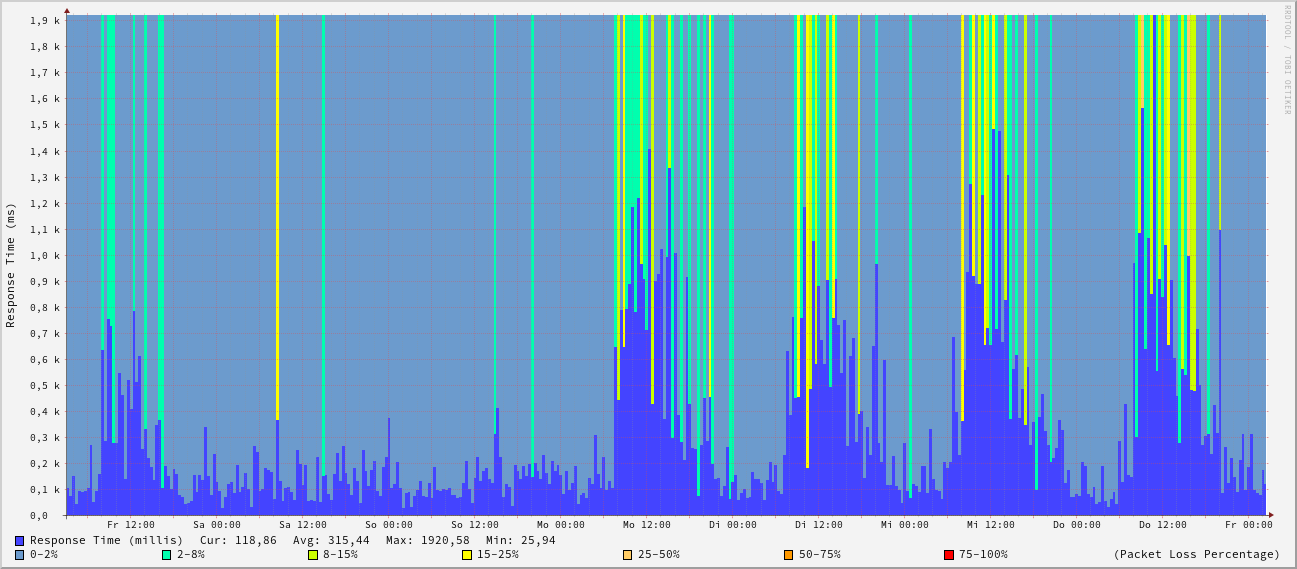 RRDTOOL / TOBI OETIKER
Response Time (ms)
1,9 k
1,8 k
1,7 k
1,6 k
1,5 k
1,4 k
1,3 k
1,2 k
1,1 k
1,0 k
0,9 k
0,8 k
0,7 k
0,6 k
0,5 k
0,4 k
0,3 k
0,2 k
0,1 k
0,0
Fr 12:00 Sa 00:00 Sa 12:00 So 00:00 So 12:00 Mo 00:00 Mo 12:00 Di 00:00 Di 12:00 Mi 00:00 Mi 12:00 Do 00:00 Do 12:00 Fr 00:00
Response Time (millis) Cur: 118,86 Avg: 315,44 Max: 1920,58 Min: 25,94
0-2% 2-8% 8-15% 15-25% 25-50% 50-75% 75-100% (Packet Loss Percentage)